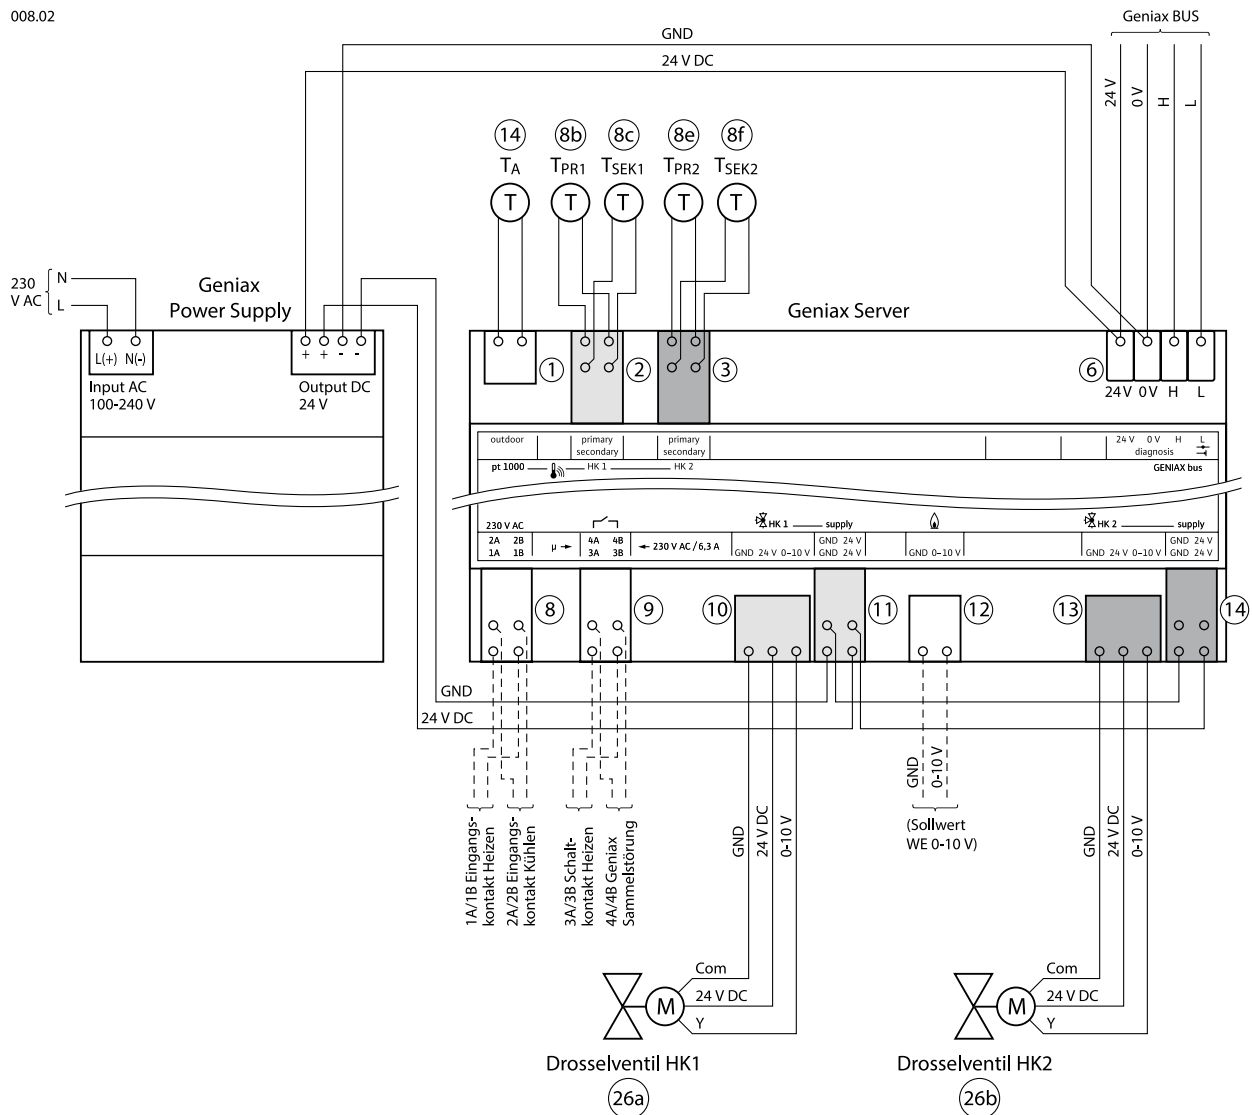 008.02
Geniax BUS
GND
24 V DC
24 V
0 V
H
L
14
8b
8c
8e
8f
TA
TPR1
TSEK1
TPR2
TSEK2
T
T
T
T
T
230
V AC
N
L
Geniax
Power Supply
Geniax Server
L(+) N(-)
+ + - -
Input AC
100-240 V
Output DC
24 V
1
2
3
6
24 V 0 V H L
outdoor
primary
secondary
primary
secondary
24 V 0 V H L
diagnosis
pt 1000
HK 1
HK 2
GENIAX bus
230 V AC
HK 1
supply
HK 2
supply
2A 2B
1A 1B
μ
4A 4B
3A 3B
230 V AC / 6,3 A
GND 24 V 0-10 V
GND 24 V
GND 24 V
GND 0-10 V
GND 24 V 0-10 V
GND 24 V
GND 24 V
8
9
10
11
12
13
14
GND
24 V DC
1A/1B Eingangs-
kontakt Heizen
2A/2B Eingangs-
kontakt Kühlen
3A/3B Schalt-
kontakt Heizen
4A/4B Geniax
Sammelstörung
GND
24 V DC
0-10 V
GND
0-10 V
(Sollwert
WE 0-10 V)
GND
24 V DC
0-10 V
Com
24 V DC
Y
M
Com
24 V DC
Y
M
Drosselventil HK1
26a
Drosselventil HK2
26b